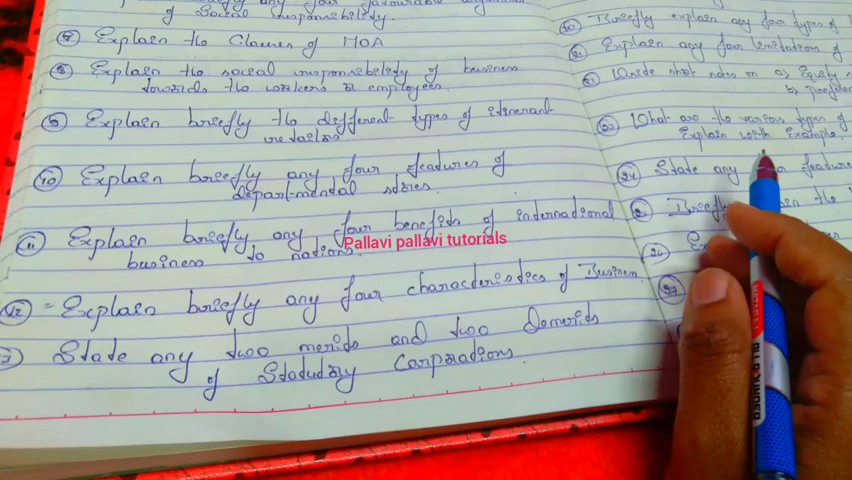 of Social responsibility.
7 Explain the Clauses of MOA
8 Explain the social responsibility of business
towards the workers or employees.
9 Explain briefly the different types of itinerant
retailers
10 Explain briefly any four features of
departmental stores.
11 Explain briefly any four benefits of international
business to nations.
Pallavi pallavi tutorials
12 = Explain briefly any four characteristics of Business
State any two merits and two Demerits
of Statutory Corporations
20 Briefly explain any four types of
Explain any four limitations of
Write short notes on a) Equity
b)
What are the various types of
Explain with Example.
24 State any features
Briefly
26
27